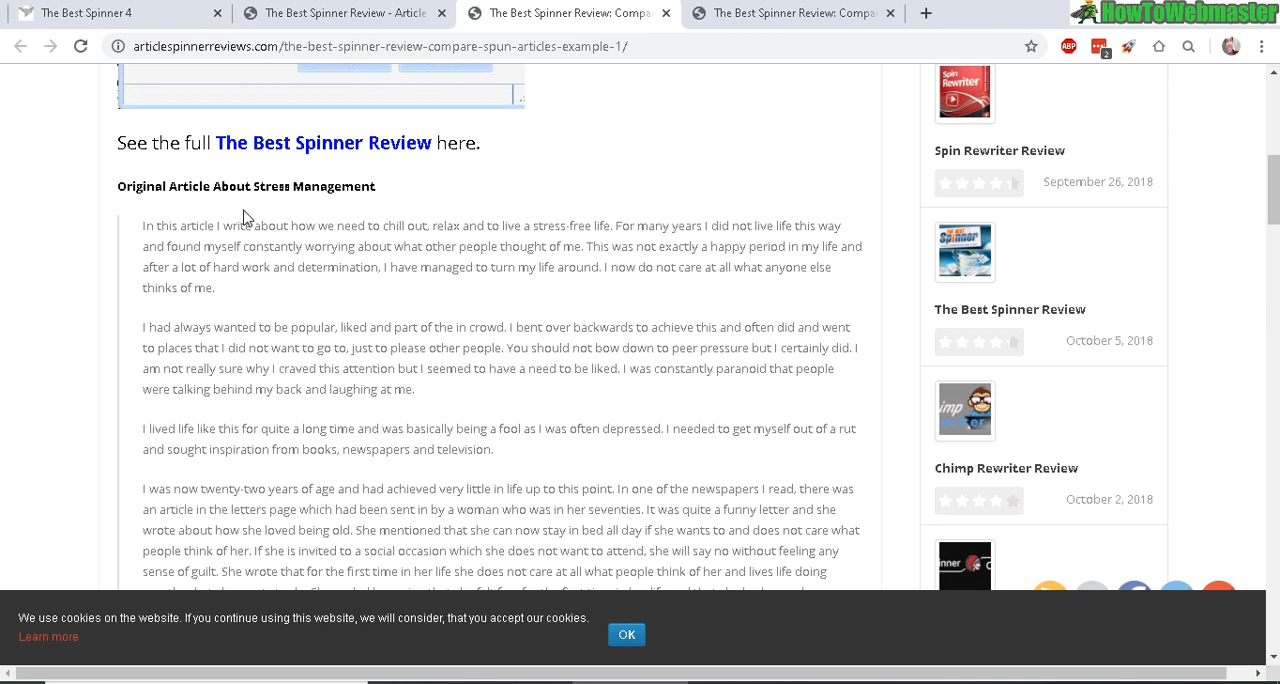 The Best Spinner 4
The Best Spinner Review - Article
The Best Spinner Review: Compa
The Best Spinner Review: Compa
HowToWebmaster
articlespinnerreviews.com/the-best-spinner-review-compare-spun-articles-example-1/
ABP
2
See the full The Best Spinner Review here.
Original Article About Stress Management
In this article I write about how we need to chill out, relax and to live a stress-free life. For many years I did not live life this way
and found myself constantly worrying about what other people thought of me. This was not exactly a happy period in my life and
after a lot of hard work and determination, I have managed to turn my life around. I now do not care at all what anyone else
thinks of me.
I had always wanted to be popular, liked and part of the in crowd. I bent over backwards to achieve this and often did and went
to places that I did not want to go to, just to please other people. You should not bow down to peer pressure but I certainly did. I
am not really sure why I craved this attention but I seemed to have a need to be liked. I was constantly paranoid that people
were talking behind my back and laughing at me.
I lived life like this for quite a long time and was basically being a fool as I was often depressed. I needed to get myself out of a rut
and sought inspiration from books, newspapers and television.
I was now twenty-two years of age and had achieved very little in life up to this point. In one of the newspapers I read, there was
an article in the letters page which had been sent in by a woman who was in her seventies. It was quite a funny letter and she
wrote about how she loved being old. She mentioned that she can now stay in bed all day if she wants to and does not care what
people think of her. If she is invited to a social occasion which she does not want to attend, she will say no without feeling any
sense of guilt. She wrote that for the first time in her life she does not care at all what people think of her and lives life doing
Spin Rewriter
Spin Rewriter Review
September 26, 2018
THE BEST
Spinner
The Best Spinner Review
October 5, 2018
Chimp Rewriter Review
October 2, 2018
We use cookies on the website. If you continue using this website, we will consider, that you accept our cookies.
Learn more
OK